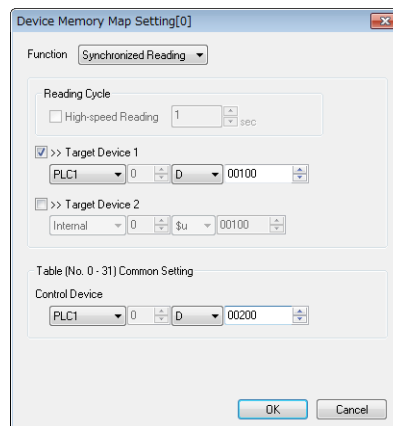 Device Memory Map Setting[0]
Function Synchronized Reading
Reading Cycle
High-speed Reading 1 sec
>> Target Device 1
PLC1 0 D 00100
>> Target Device 2
Internal 0 $u 00100
Table (No. 0 - 31) Common Setting
Control Device
PLC1 0 D 00200
OK Cancel